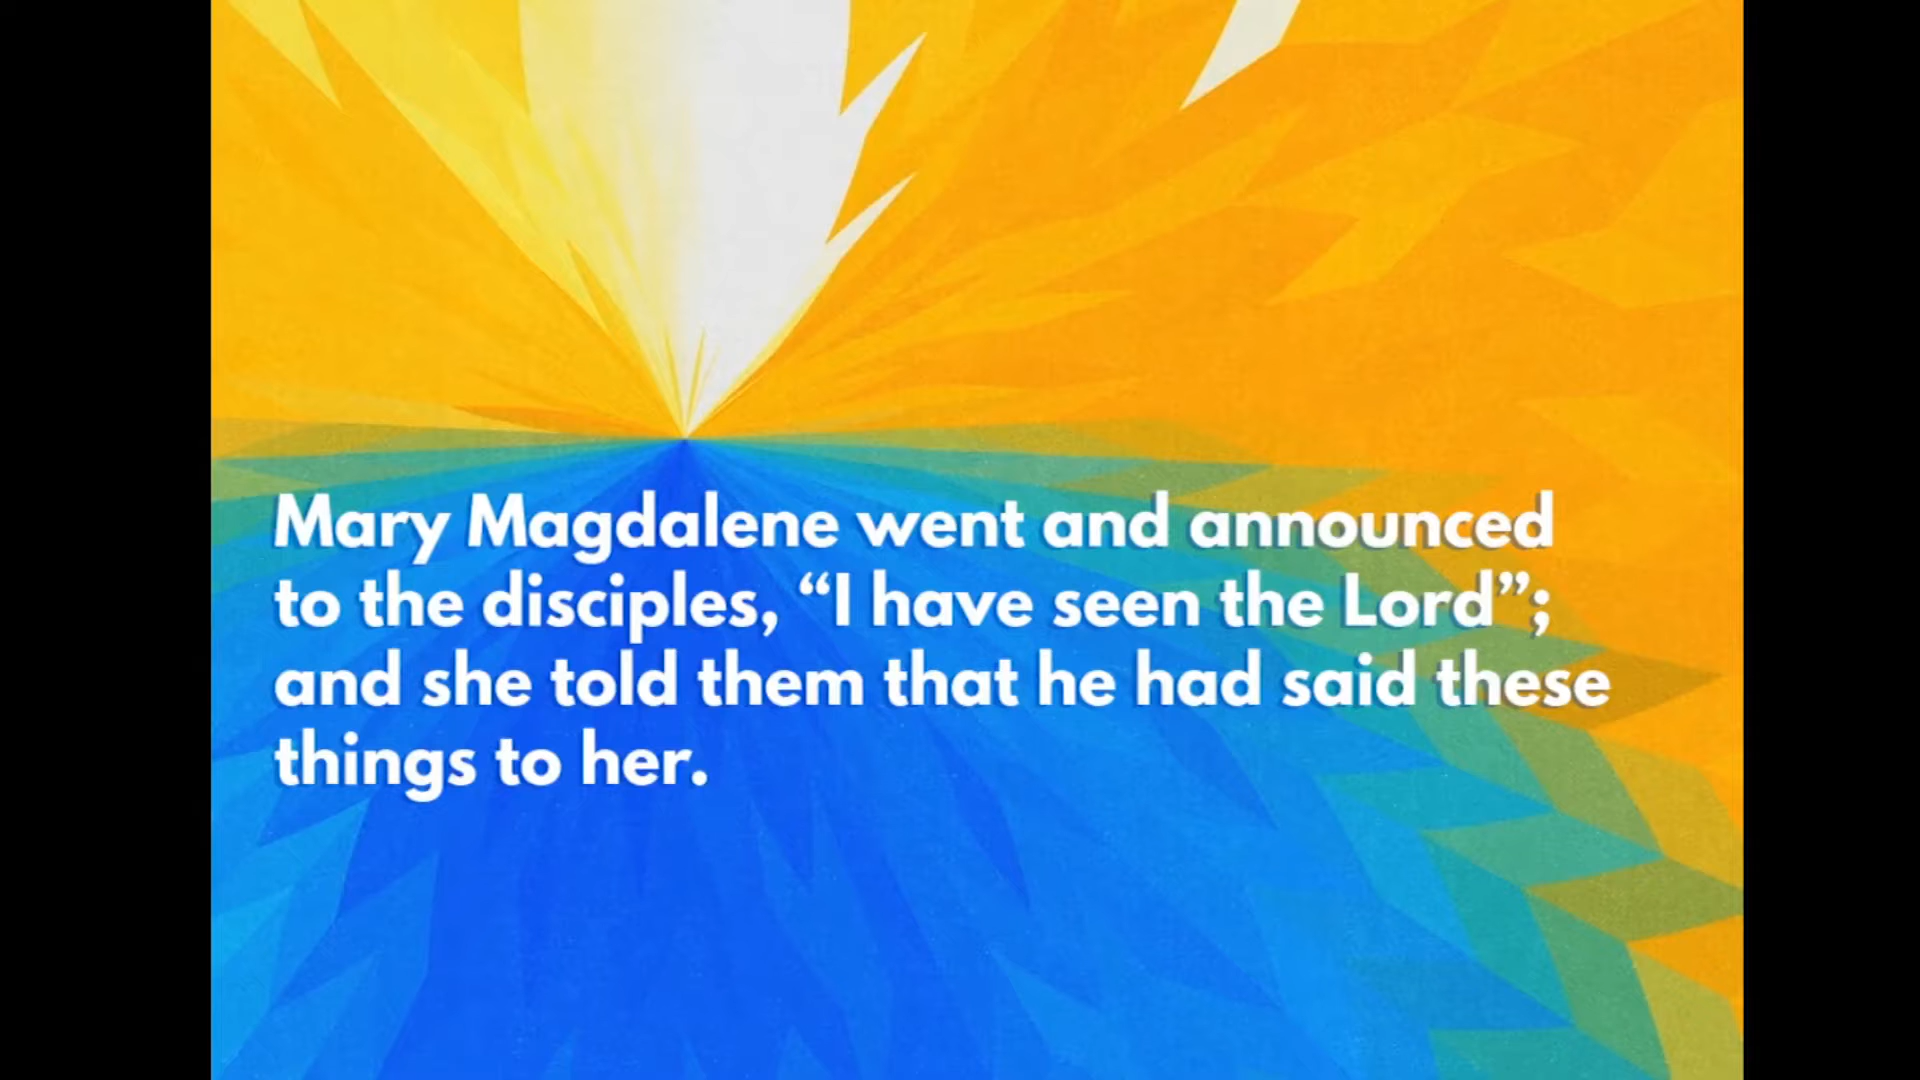 Mary Magdalene went and announced
to the disciples, “I have seen the Lord”;
and she told them that he had said these
things to her.